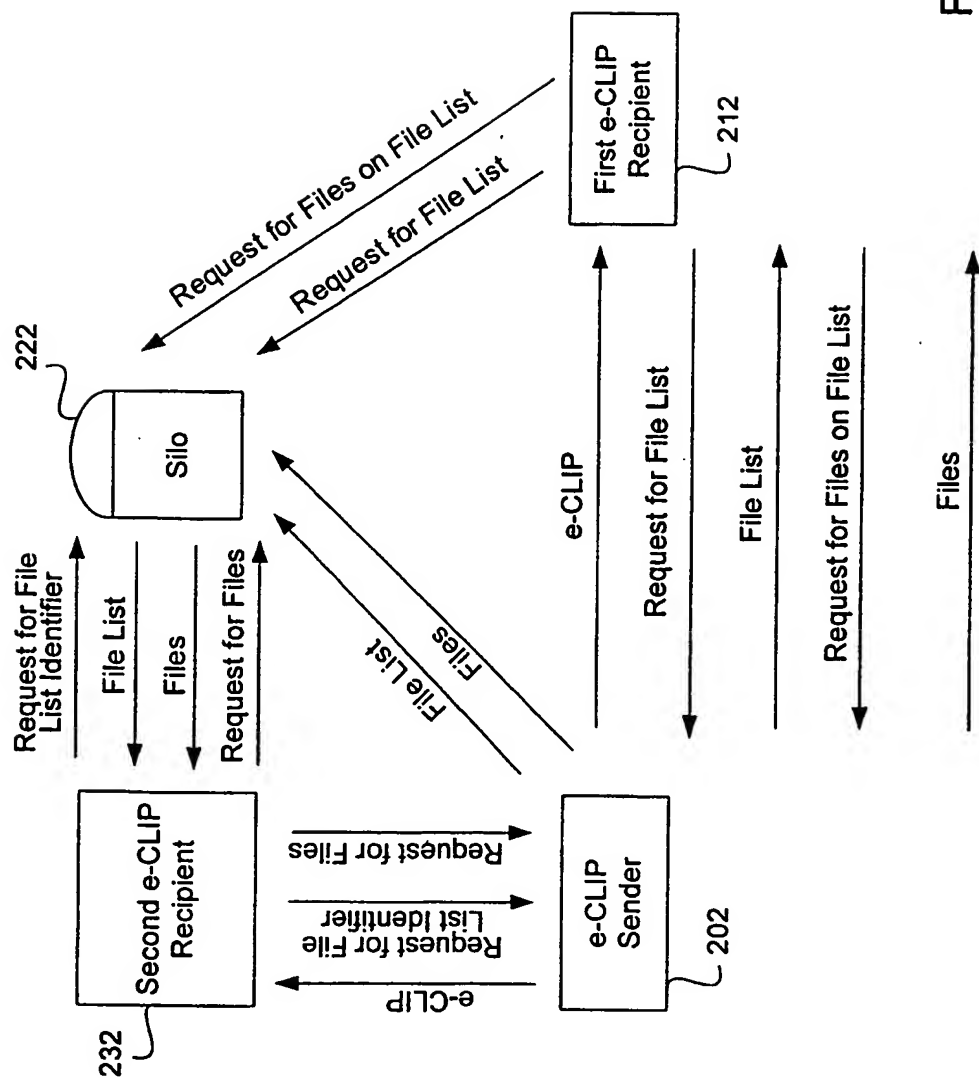 232
Second e-CLIP
Recipient
Request for File
List Identifier
File List
Files
Request for Files
222
Silo
Request for Files on File List
Request for File List
e-CLIP
Request for File
List Identifier
Request for Files
File List
Files
e-CLIP
Sender
202
e-CLIP
Request for File List
File List
Request for Files on File List
Files
First e-CLIP
Recipient
212